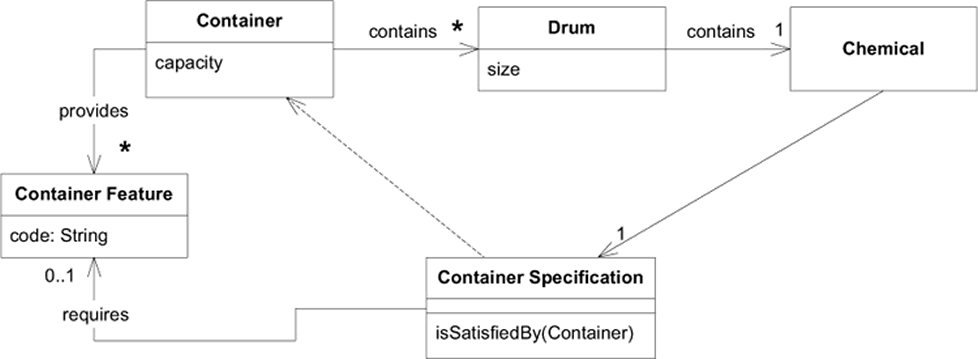 Container
capacity
contains
*
Drum
size
contains
1
Chemical
provides
*
Container Feature
code: String
0..1
requires
1
Container Specification
isSatisfiedBy(Container)